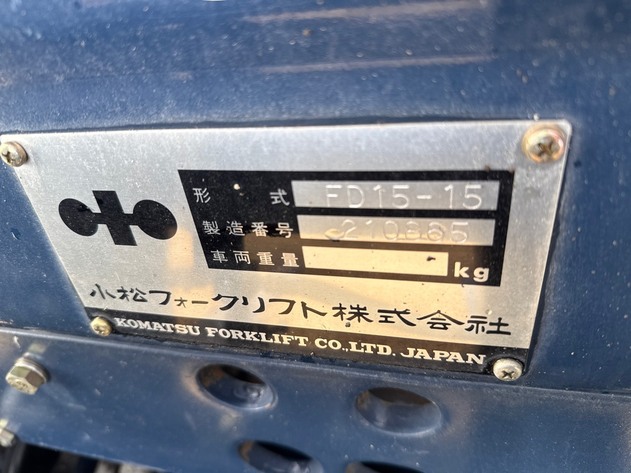 形式 FD15-15
製造番号 210865
車両重量 kg
小松フォークリフト株式会社
KOMATSU FORKLIFT CO.,LTD. JAPAN